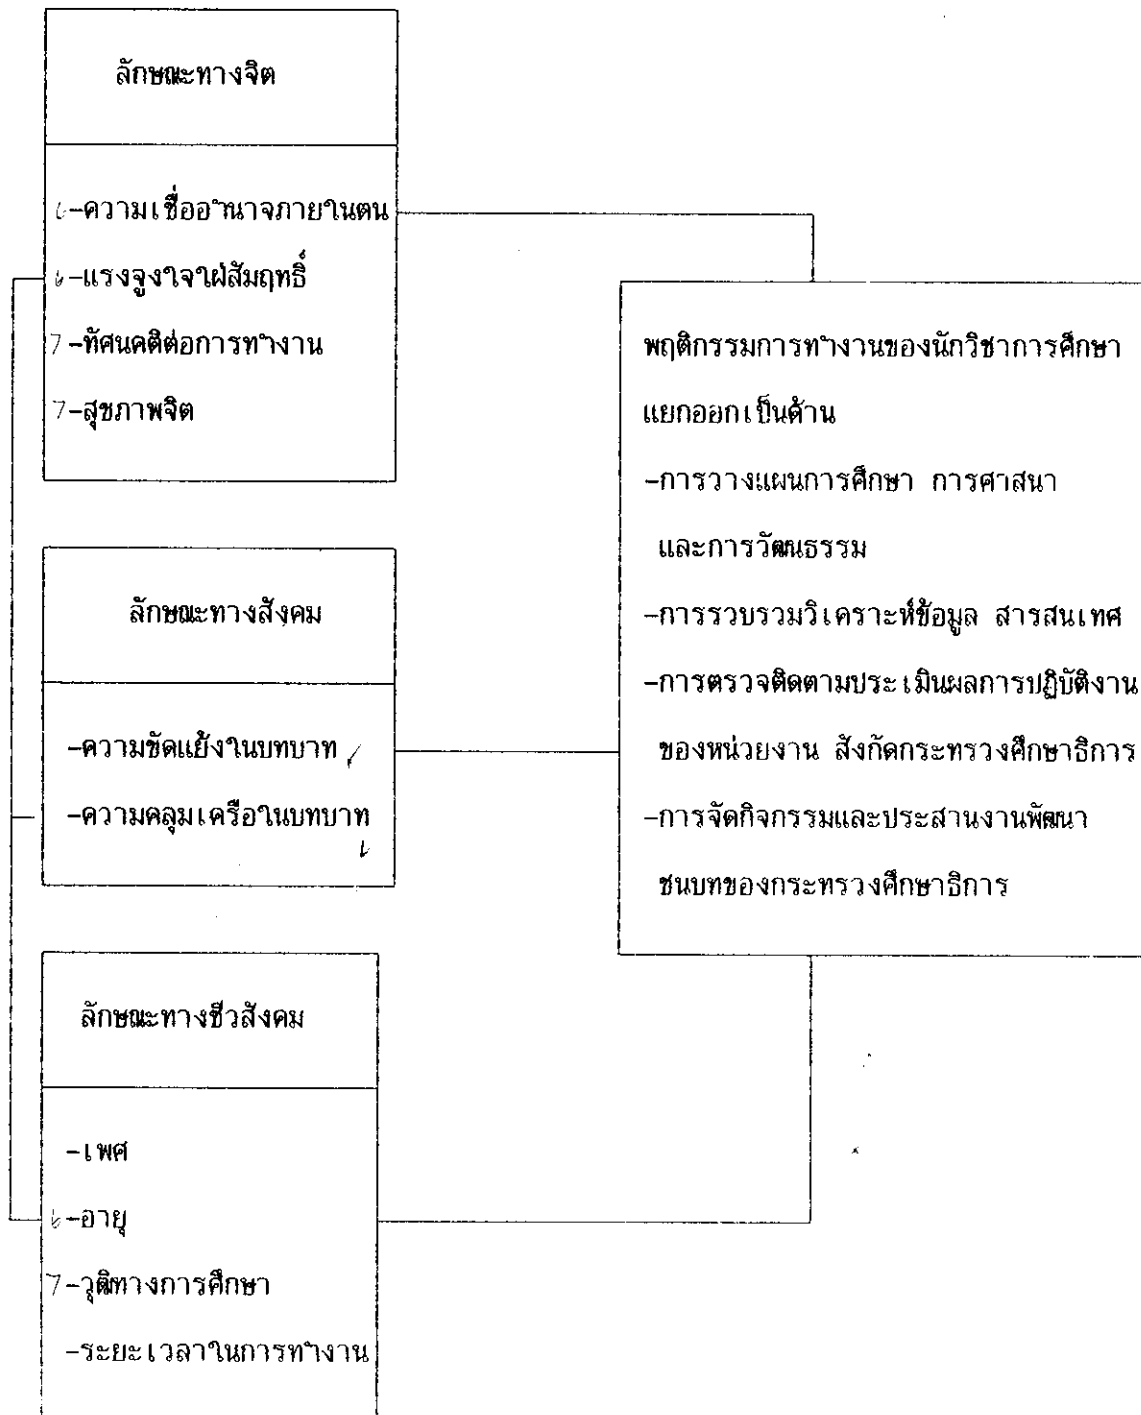 ลักษณะทางจิต
-ความเชื่ออำนาจภายในตน
-แรงจูงใจใฝ่สัมฤทธิ์
7-ทัศนคติต่อการทำงาน
7-สุขภาพจิต
ลักษณะทางสังคม
-ความขัดแย้งในบทบาท
-ความคลุมเครือในบทบาท
ลักษณะทางชีวสังคม
-เพศ
-อายุ
7-วุฒิทางการศึกษา
-ระยะเวลาในการทำงาน
พฤติกรรมการทำงานของนักวิชาการศึกษา
แยกออกเป็นด้าน
-การวางแผนการศึกษา การศาสนา
และการวัฒนธรรม
-การรวบรวมวิเคราะห์ข้อมูล สารสนเทศ
-การตรวจติดตามประเมินผลการปฏิบัติงาน
ของหน่วยงาน สังกัดกระทรวงศึกษาธิการ
-การจัดกิจกรรมและประสานงานพัฒนา
ชนบทของกระทรวงศึกษาธิการ